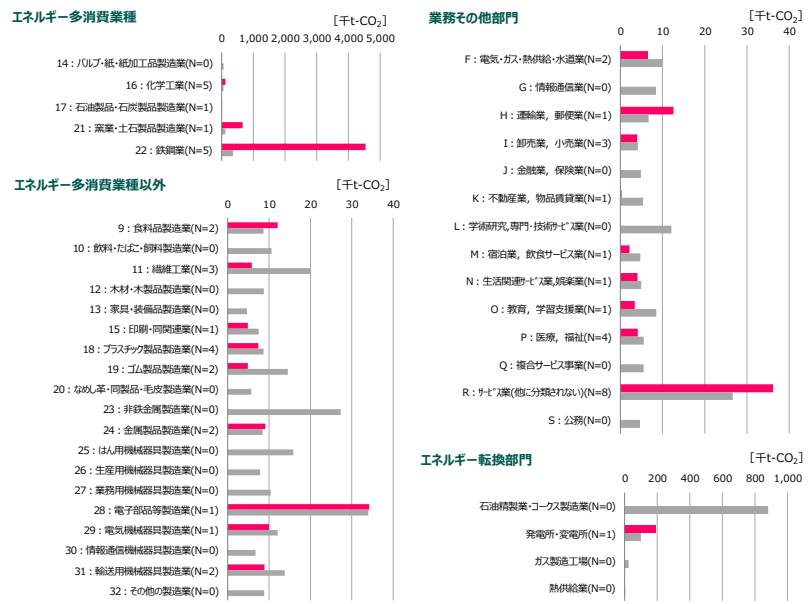 エネルギー多消費業種
[千t-CO₂]
0 1,000 2,000 3,000 4,000 5,000
14：パルプ・紙・紙加工品製造業(N=0)
16：化学工業(N=5)
17：石油製品・石炭製品製造業(N=1)
21：窯業・土石製品製造業(N=1)
22：鉄鋼業(N=5)
エネルギー多消費業種以外
[千t-CO₂]
0 10 20 30 40
9：食料品製造業(N=2)
10：飲料・たばこ・飼料製造業(N=0)
11：繊維工業(N=3)
12：木材・木製品製造業(N=0)
13：家具・装備品製造業(N=0)
15：印刷・同関連業(N=1)
18：プラスチック製品製造業(N=4)
19：ゴム製品製造業(N=2)
20：なめし革・同製品・毛皮製造業(N=0)
23：非鉄金属製造業(N=0)
24：金属製品製造業(N=2)
25：はん用機械器具製造業(N=0)
26：生産用機械器具製造業(N=0)
27：業務用機械器具製造業(N=0)
28：電子部品等製造業(N=1)
29：電気機械器具製造業(N=1)
30：情報通信機械器具製造業(N=0)
31：輸送用機械器具製造業(N=2)
32：その他の製造業(N=0)
業務その他部門
[千t-CO₂]
0 10 20 30 40
F：電気・ガス・熱供給・水道業(N=2)
G：情報通信業(N=0)
H：運輸業，郵便業(N=1)
I：卸売業，小売業(N=3)
J：金融業，保険業(N=0)
K：不動産業，物品賃貸業(N=1)
L：学術研究,専門・技術サービス業(N=0)
M：宿泊業，飲食サービス業(N=1)
N：生活関連サービス業,娯楽業(N=1)
O：教育，学習支援業(N=1)
P：医療，福祉(N=4)
Q：複合サービス事業(N=0)
R：サービス業(他に分類されない)(N=8)
S：公務(N=0)
エネルギー転換部門
[千t-CO₂]
0 200 400 600 800 1,000
石油精製業・コークス製造業(N=0)
発電所・変電所(N=1)
ガス製造工場(N=0)
熱供給業(N=0)